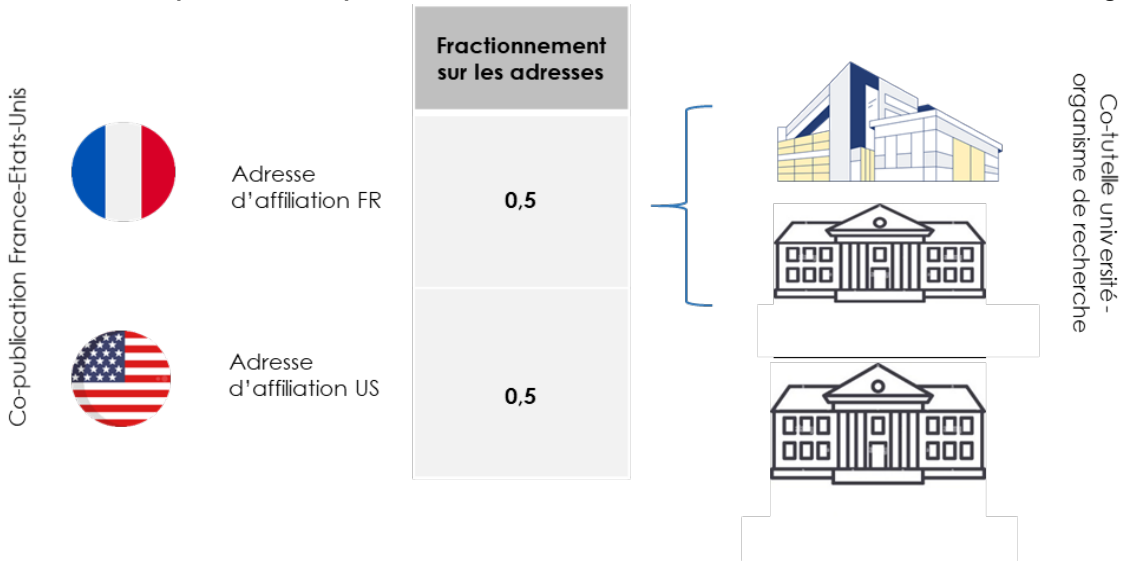 Fractionnement
sur les adresses
Co-publication France-Etats-Unis
Adresse
d’affiliation FR
0,5
Adresse
d’affiliation US
0,5
Co-tutelle université -
organisme de recherche